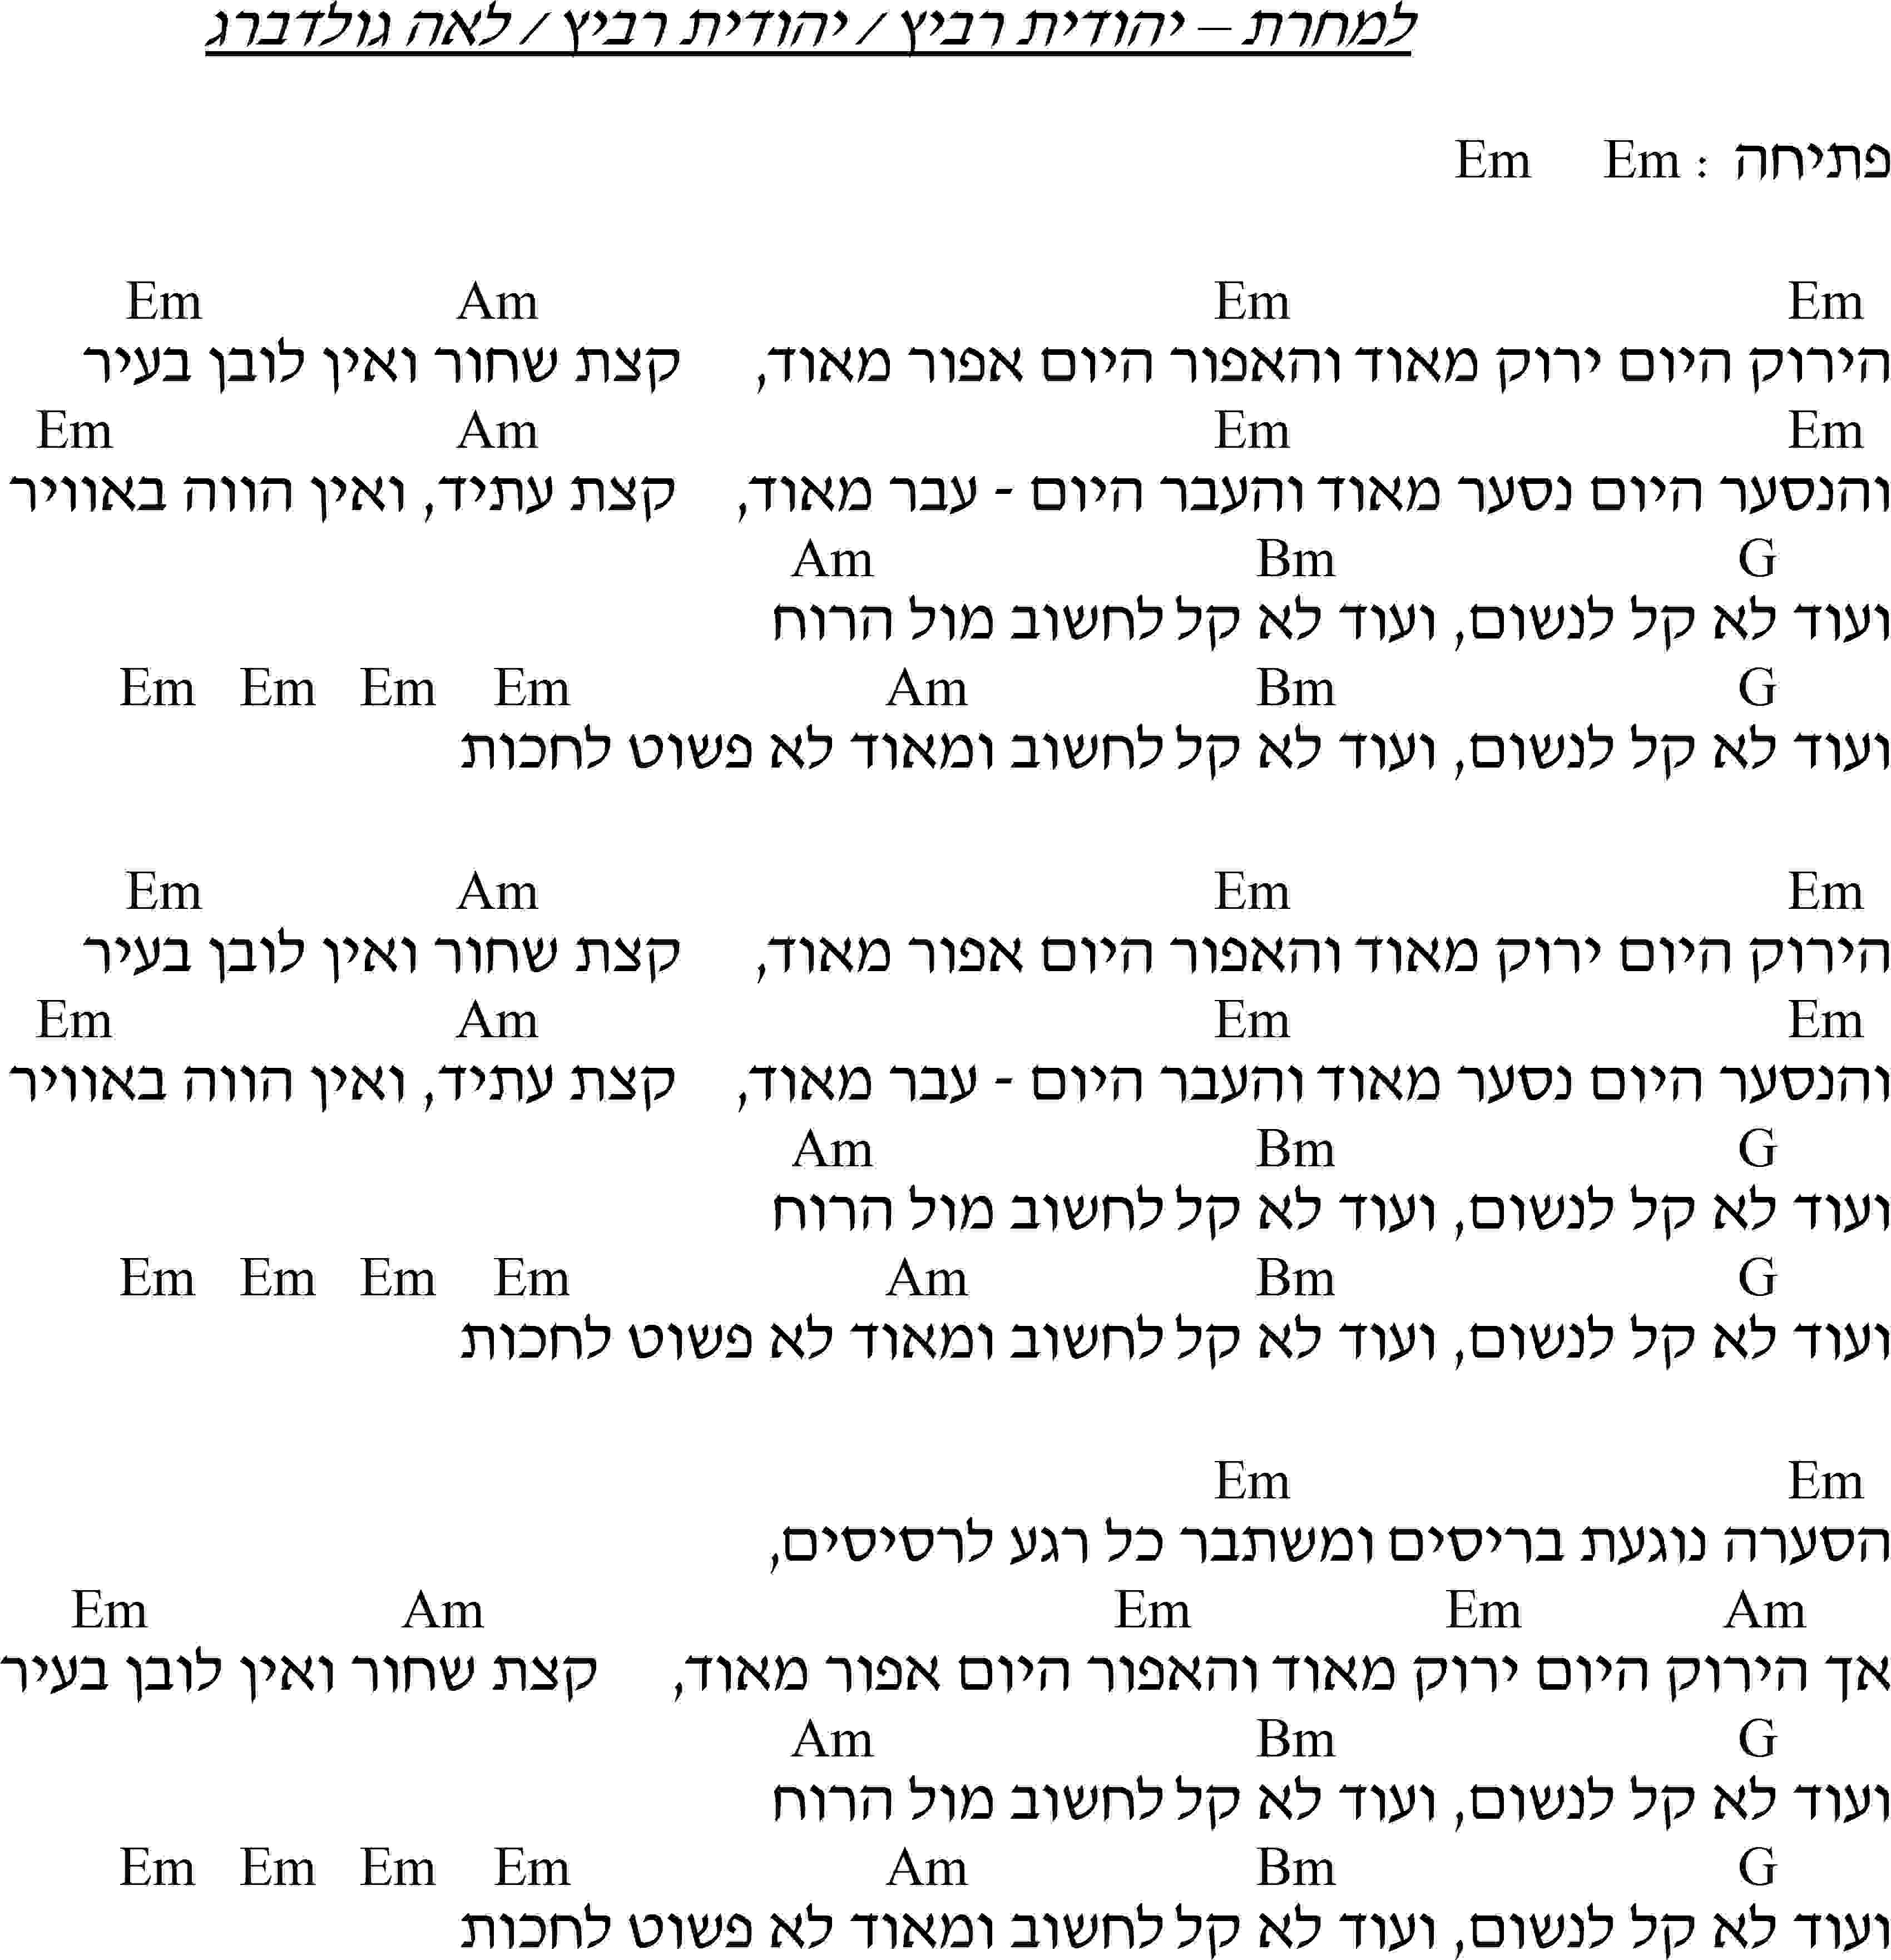 למחרת – יהודית רביץ / יהודית רביץ / לאה גולדברג
פתיחה : Em Em
Em Em Am Em
הירוק היום ירוק מאוד והאפור היום אפור מאוד, קצת שחור ואין לובן בעיר
Em Em Am Em
והנסער היום נסער מאוד והעבר היום - עבר מאוד, קצת עתיד, ואין הווה באוויר
G Bm Am
ועוד לא קל לנשום, ועוד לא קל לחשוב מול הרוח
G Bm Am Em Em Em Em
ועוד לא קל לנשום, ועוד לא קל לחשוב ומאוד לא פשוט לחכות
Em Em Am Em
הירוק היום ירוק מאוד והאפור היום אפור מאוד, קצת שחור ואין לובן בעיר
Em Em Am Em
והנסער היום נסער מאוד והעבר היום - עבר מאוד, קצת עתיד, ואין הווה באוויר
G Bm Am
ועוד לא קל לנשום, ועוד לא קל לחשוב מול הרוח
G Bm Am Em Em Em Em
ועוד לא קל לנשום, ועוד לא קל לחשוב ומאוד לא פשוט לחכות
Em Em
הסערה נוגעת בריסים ומשתבר כל רגע לרסיסים,
Am Em Em Am Em
אך הירוק היום ירוק מאוד והאפור היום אפור מאוד, קצת שחור ואין לובן בעיר
G Bm Am
ועוד לא קל לנשום, ועוד לא קל לחשוב מול הרוח
G Bm Am Em Em Em Em
ועוד לא קל לנשום, ועוד לא קל לחשוב ומאוד לא פשוט לחכות